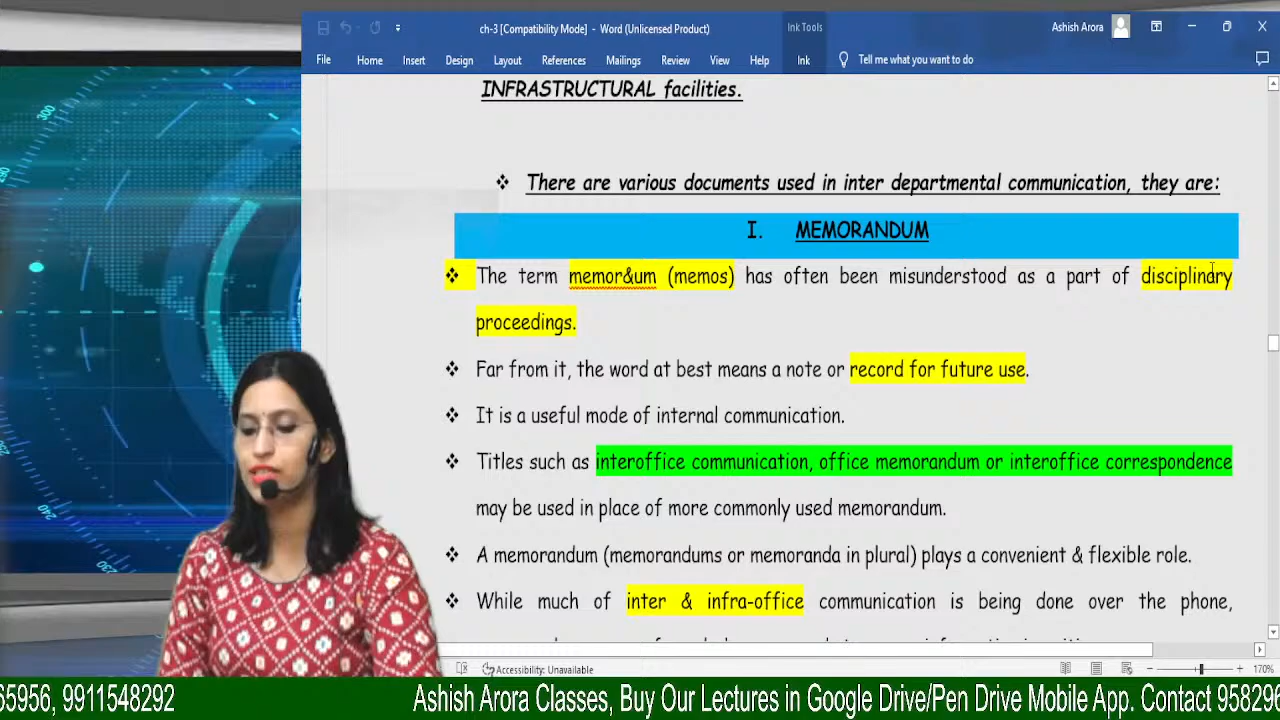 ch-3 [Compatibility Mode] - Word (Unlicensed Product)
Ink Tools
Ashish Arora
File Home Insert Design Layout References Mailings Review View Help Ink Tell me what you want to do
INFRASTRUCTURAL facilities.
❖ There are various documents used in inter departmental communication, they are:
I. MEMORANDUM
❖ The term memor&um (memos) has often been misunderstood as a part of disciplinary
proceedings.
❖ Far from it, the word at best means a note or record for future use.
❖ It is a useful mode of internal communication.
❖ Titles such as interoffice communication, office memorandum or interoffice correspondence
may be used in place of more commonly used memorandum.
❖ A memorandum (memorandums or memoranda in plural) plays a convenient & flexible role.
❖ While much of inter & infra-office communication is being done over the phone,
Accessibility: Unavailable
170%
65956, 9911548292 Ashish Arora Classes, Buy Our Lectures in Google Drive/Pen Drive Mobile App. Contact 958296